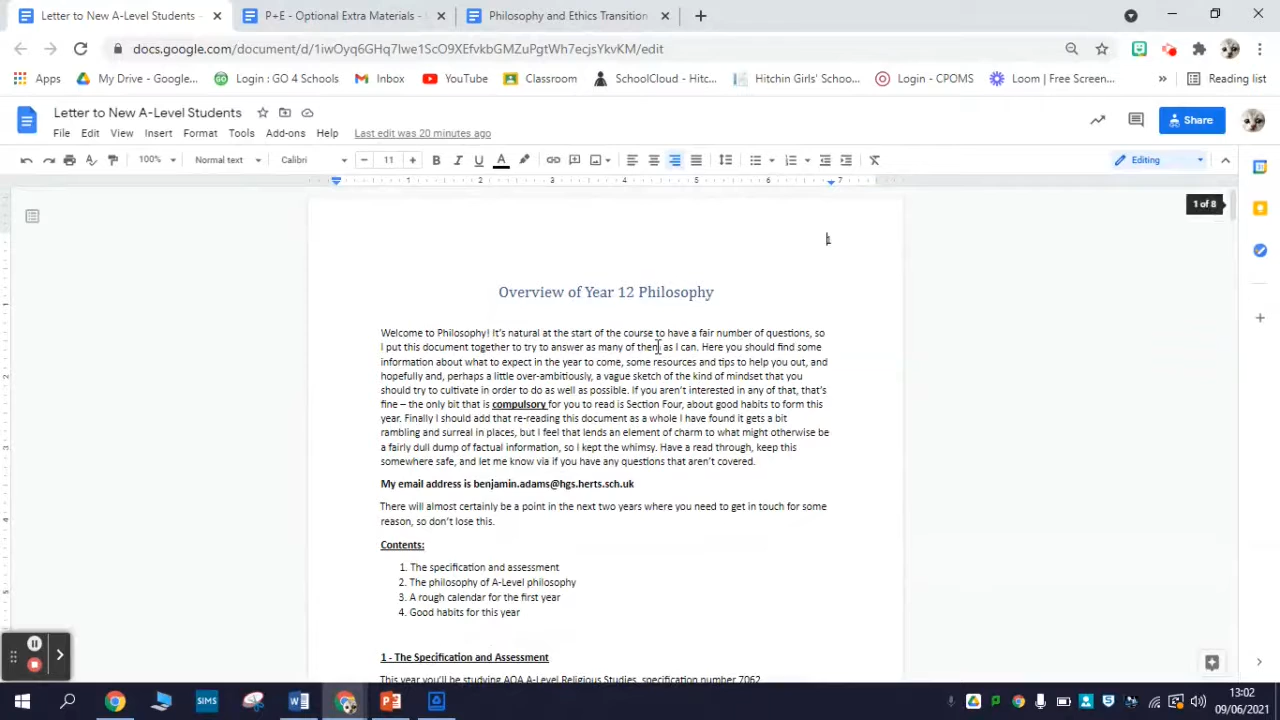 Letter to New A-Level Students -
P+E - Optional Extra Materials -
Philosophy and Ethics Transition
docs.google.com/document/d/1iwOyq6GHq7Iwe1ScO9XEfvkbGMZuPgtWh7ecjsYkvKM/edit
Apps
My Drive - Google...
Login : GO 4 Schools
Inbox
YouTube
Classroom
SchoolCloud - Hitc...
Hitchin Girls' Schoo...
Login - CPOMS
Loom | Free Screen...
»
Reading list
Letter to New A-Level Students
File Edit View Insert Format Tools Add-ons Help Last edit was 20 minutes ago
Share
100% Normal text Calibri 11 Editing
1 2 3 4 5 6 7
1 of 8
1
Overview of Year 12 Philosophy
Welcome to Philosophy! It's natural at the start of the course to have a fair number of questions, so
I put this document together to try to answer as many of them as I can. Here you should find some
information about what to expect in the year to come, some resources and tips to help you out, and
hopefully and, perhaps a little over-ambitiously, a vague sketch of the kind of mindset that you
should try to cultivate in order to do as well as possible. If you aren't interested in any of that, that's
fine – the only bit that is compulsory for you to read is Section Four, about good habits to form this
year. Finally I should add that re-reading this document as a whole I have found it gets a bit
rambling and surreal in places, but I feel that lends an element of charm to what might otherwise be
a fairly dull dump of factual information, so I kept the whimsy. Have a read through, keep this
somewhere safe, and let me know via if you have any questions that aren't covered.
My email address is benjamin.adams@hgs.herts.sch.uk
There will almost certainly be a point in the next two years where you need to get in touch for some
reason, so don't lose this.
Contents:
1. The specification and assessment
2. The philosophy of A-Level philosophy
3. A rough calendar for the first year
4. Good habits for this year
1 - The Specification and Assessment
This year you'll be studying AQA A-Level Religious Studies, specification number 7062
SIMS
13:02
09/06/2021